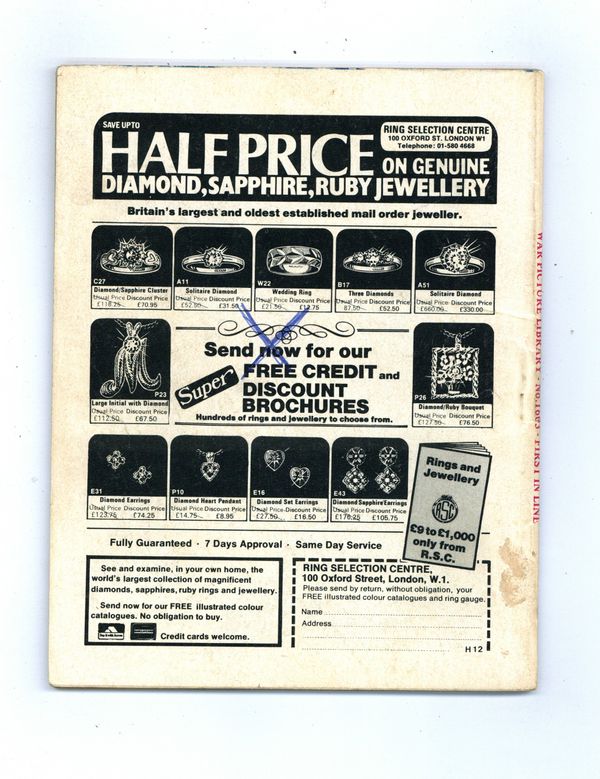 SAVE UP TO
HALF PRICE ON GENUINE
DIAMOND,SAPPHIRE,RUBY JEWELLERY
RING SELECTION CENTRE
100 OXFORD ST. LONDON W1
Telephone: 01-580 4668
Britain's largest and oldest established mail order jeweller.
C27
Diamond/Sapphire Cluster
Usual Price Discount Price
£118.25 £70.95
A11
Solitaire Diamond
Usual Price Discount Price
£52.50 £31.50
W22
Wedding Ring
Usual Price Discount Price
£21.50 £12.75
B17
Three Diamonds
Usual Price Discount Price
87.50 £52.50
A51
Solitaire Diamond
Usual Price Discount Price
£660.00 £330.00
P23
Large Initial with Diamond
Usual Price Discount Price
£112.50 £67.50
Send now for our
Super FREE CREDIT and
DISCOUNT
BROCHURES
Hundreds of rings and jewellery to choose from.
P26
Diamond/Ruby Bouquet
Usual Price Discount Price
£127.50 £76.50
E31
Diamond Earrings
Usual Price Discount Price
£123.75 £74.25
P10
Diamond Heart Pendant
Usual Price Discount Price
£14.75 £8.95
E16
Diamond Set Earrings
Usual Price Discount Price
£27.50 £16.50
E43
Diamond Sapphire Earrings
Usual Price Discount Price
£176.25 £105.75
Rings and
Jewellery
RSC
£9 to £1,000
only from
R.S.C.
Fully Guaranteed · 7 Days Approval · Same Day Service
See and examine, in your own home, the
world's largest collection of magnificent
diamonds, sapphires, ruby rings and jewellery.
Send now for our FREE illustrated colour
catalogues. No obligation to buy.
Credit cards welcome.
RING SELECTION CENTRE,
100 Oxford Street, London, W.1.
Please send by return, without obligation, your
FREE illustrated colour catalogues and ring gauge.
Name
Address
H 12
WAR PICTURE LIBRARY - No.1893 - FIRST IN LINE